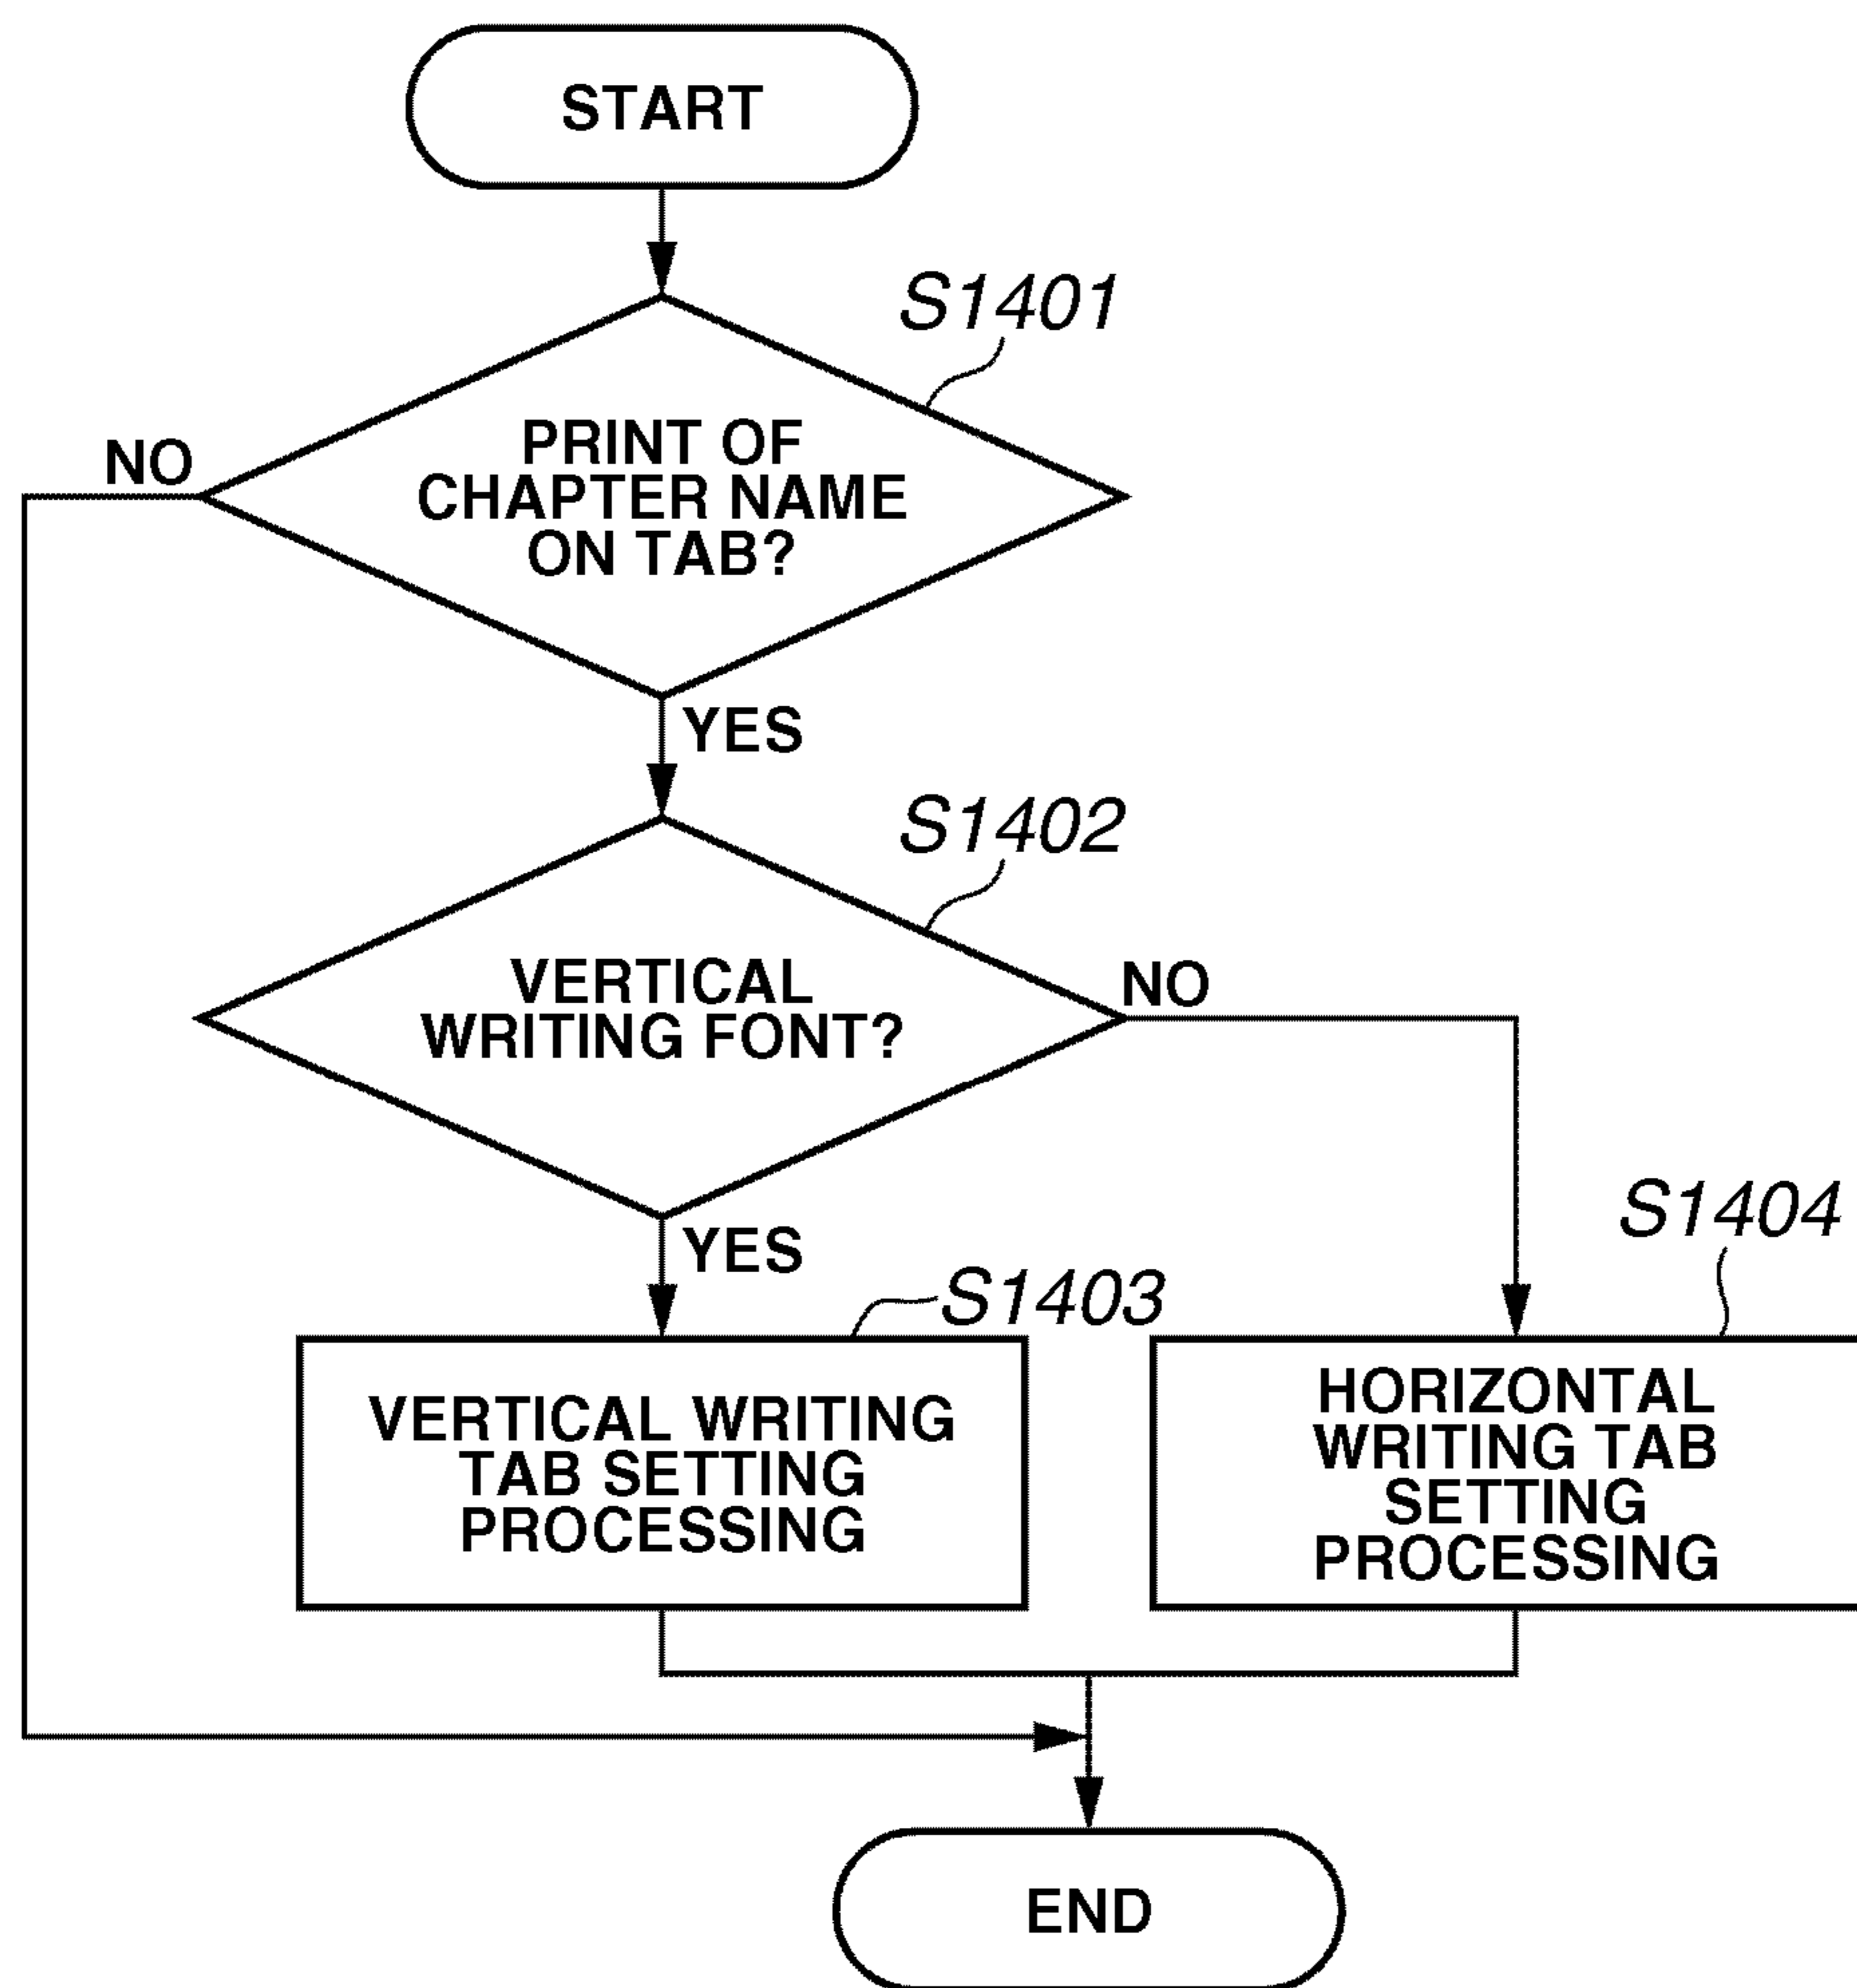 START
S1401
PRINT OF
CHAPTER NAME
ON TAB?
NO
YES
S1402
VERTICAL
WRITING FONT?
NO
YES
S1403
S1404
VERTICAL WRITING
TAB SETTING
PROCESSING
HORIZONTAL
WRITING TAB
SETTING
PROCESSING
END